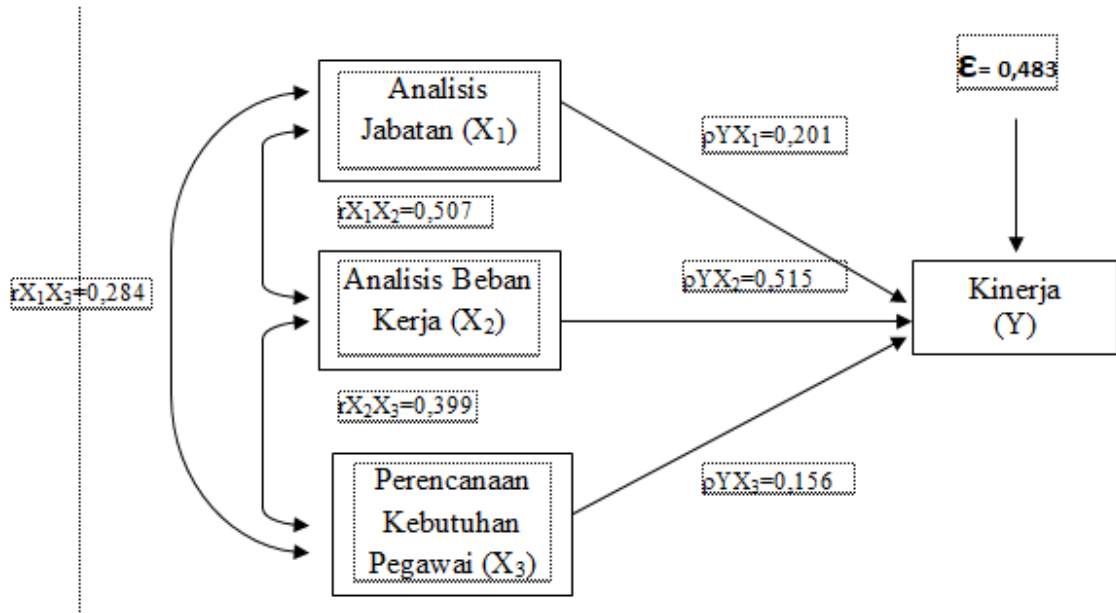 Analisis
Jabatan (X₁)
Ɛ= 0,483
ρYX₁=0,201
rX₁X₂=0,507
rX₁X₃=0,284
Analisis Beban
Kerja (X₂)
ρYX₂=0,515
Kinerja
(Y)
rX₂X₃=0,399
Perencanaan
Kebutuhan
Pegawai (X₃)
ρYX₃=0,156